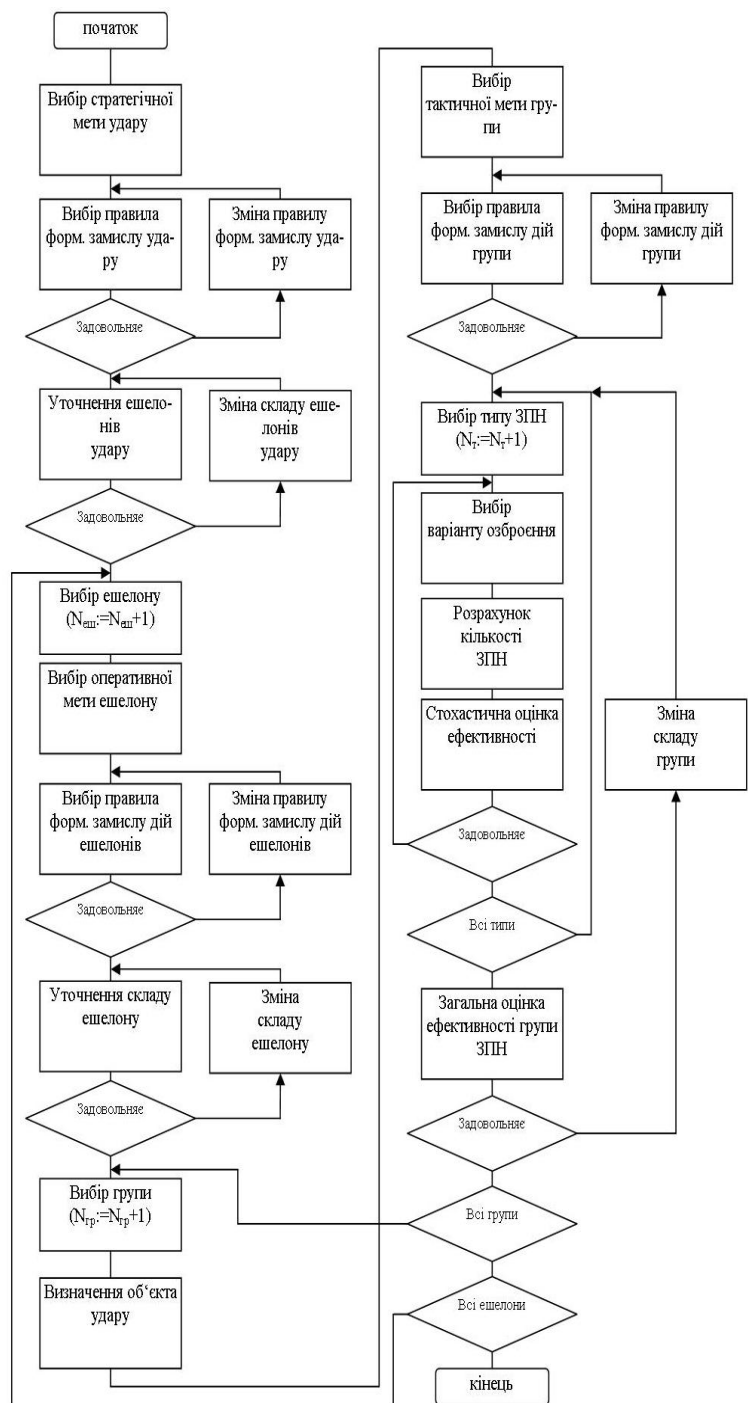 початок
Вибір стратегічної
мети удару
Вибір правила
форм. замислу уда-
ру
Зміна правилу
форм. замислу уда-
ру
Задовольняє
Уточнення ешело-
нів
удару
Зміна складу еше-
лонів
удару
Задовольняє
Вибір ешелону
(Nеш:=Nеш+1)
Вибір оперативної
мети ешелону
Вибір правила
форм. замислу дій
ешелонів
Зміна правилу
форм. замислу дій
ешелонів
Задовольняє
Уточнення складу
ешелону
Зміна
складу
ешелону
Задовольняє
Вибір групи
(Nгр:=Nгр+1)
Визначення об‘єкта
удару
Вибір
тактичної мети гру-
пи
Вибір правила
форм. замислу дій
групи
Зміна правилу
форм. замислу дій
групи
Задовольняє
Вибір типу ЗПН
(Nт:=Nт+1)
Вибір
варіанту озброєння
Розрахунок
кількості
ЗПН
Стохастична оцінка
ефективності
Зміна
складу
групи
Задовольняє
Всі типи
Загальна оцінка
ефективності групи
ЗПН
Задовольняє
Всі групи
Всі ешелони
кінець